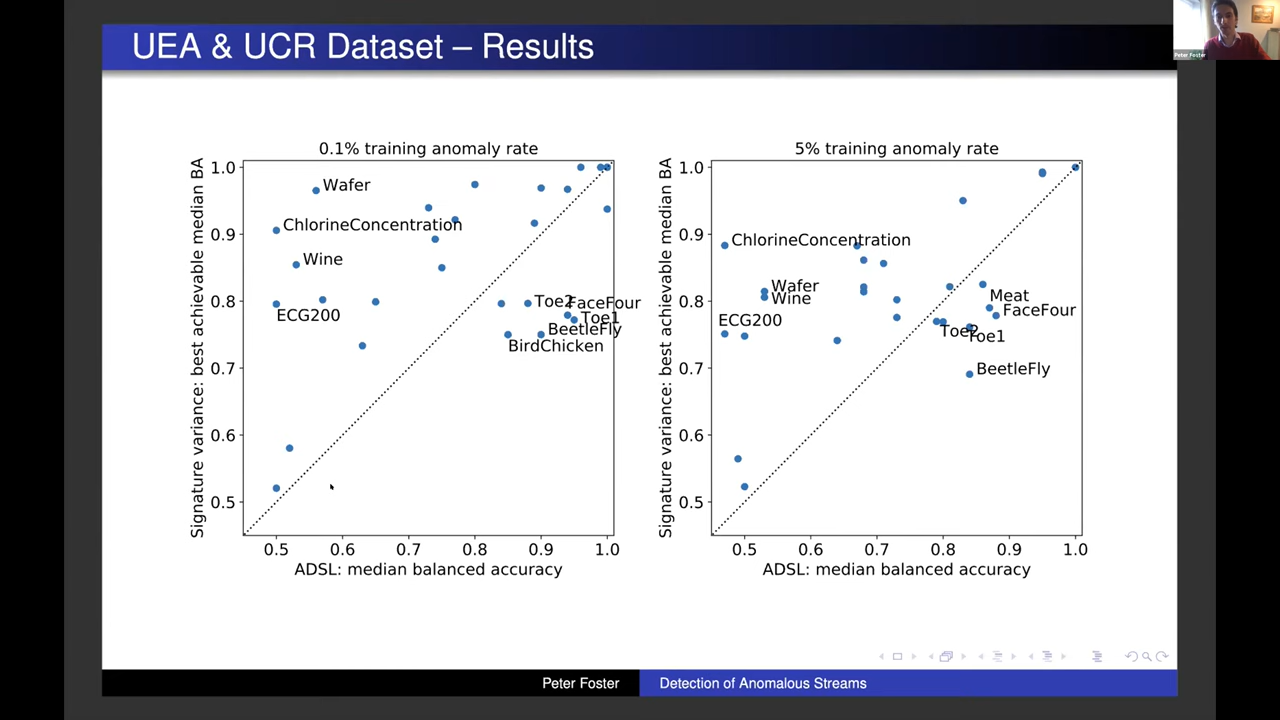 UEA & UCR Dataset – Results
Peter Foster
0.1% training anomaly rate
Signature variance: best achievable median BA
1.0
0.9
0.8
0.7
0.6
0.5
Wafer
ChlorineConcentration
Wine
ECG200
Toe2
FaceFour
Toe1
BeetleFly
BirdChicken
0.5 0.6 0.7 0.8 0.9 1.0
ADSL: median balanced accuracy
5% training anomaly rate
Signature variance: best achievable median BA
1.0
0.9
0.8
0.7
0.6
0.5
ChlorineConcentration
Wafer
Wine
ECG200
Meat
FaceFour
Toe2
Toe1
BeetleFly
0.5 0.6 0.7 0.8 0.9 1.0
ADSL: median balanced accuracy
Peter Foster
Detection of Anomalous Streams